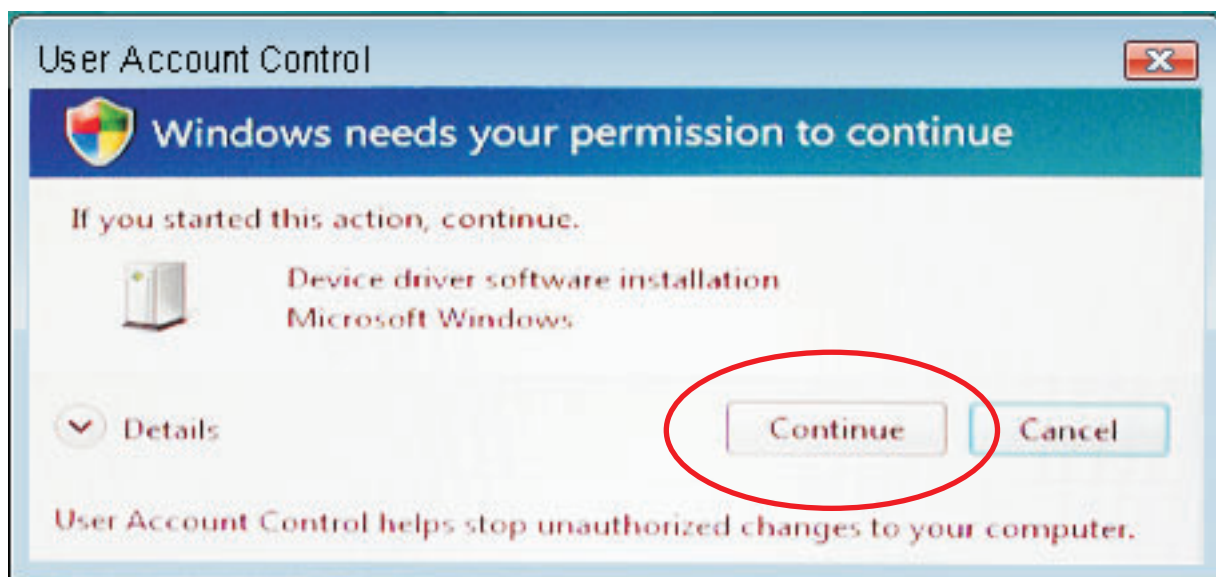 User Account Control
Windows needs your permission to continue
If you started this action, continue.
Device driver software installation
Microsoft Windows
Details
Continue
Cancel
User Account Control helps stop unauthorized changes to your computer.